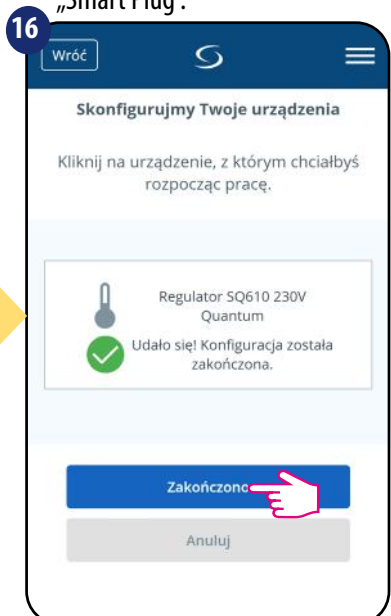 „Smart Plug”.
16
Wróć
Skonfigurujmy Twoje urządzenia
Kliknij na urządzenie, z którym chciałbyś
rozpocząc pracę.
Regulator SQ610 230V
Quantum
Udało się! Konfiguracja została
zakończona.
Zakończono
Anuluj